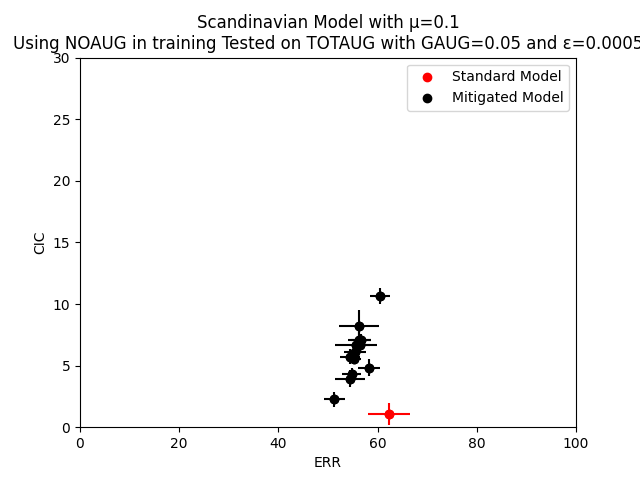 Scandinavian Model with μ=0.1
Using NOAUG in training Tested on TOTAUG with GAUG=0.05 and ε=0.0005
30
25
20
15
10
5
0
CIC
Standard Model
Mitigated Model
0 20 40 60 80 100
ERR